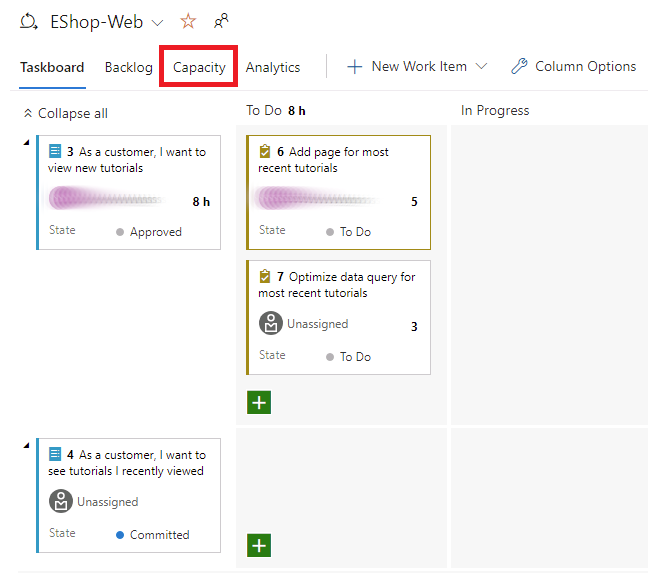 EShop-Web
Taskboard Backlog Capacity Analytics New Work Item Column Options
Collapse all
To Do 8 h
In Progress
3 As a customer, I want to
view new tutorials
8 h
State Approved
6 Add page for most
recent tutorials
5
State To Do
7 Optimize data query for
most recent tutorials
Unassigned 3
State To Do
4 As a customer, I want to
see tutorials I recently viewed
Unassigned
State Committed